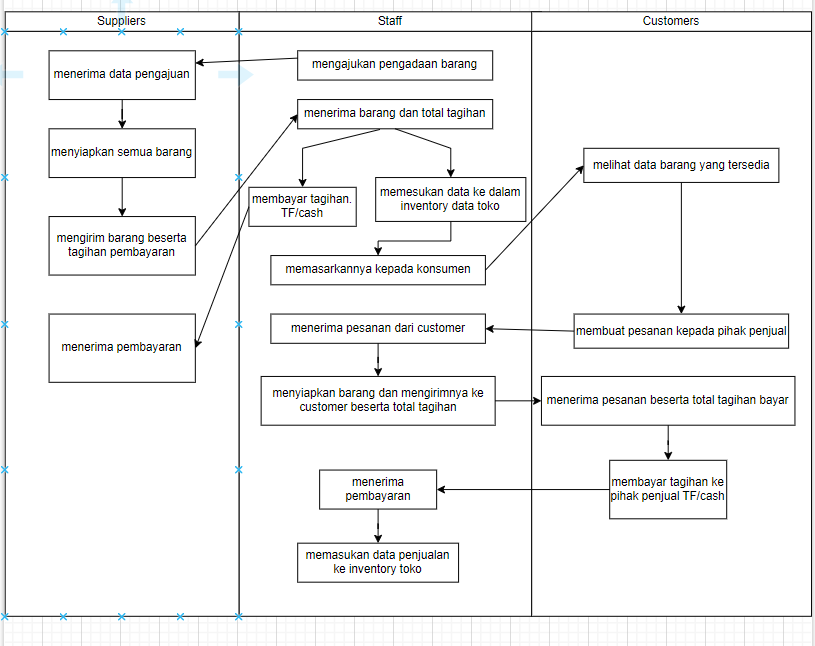 Suppliers
Staff
Customers
mengajukan pengadaan barang
menerima data pengajuan
menerima barang dan total tagihan
menyiapkan semua barang
melihat data barang yang tersedia
membayar tagihan.
TF/cash
memesukan data ke dalam
inventory data toko
mengirim barang beserta
tagihan pembayaran
memasarkannya kepada konsumen
menerima pembayaran
menerima pesanan dari customer
membuat pesanan kepada pihak penjual
menyiapkan barang dan mengirimnya ke
customer beserta total tagihan
menerima pesanan beserta total tagihan bayar
menerima
pembayaran
membayar tagihan ke
pihak penjual TF/cash
memasukan data penjualan
ke inventory toko